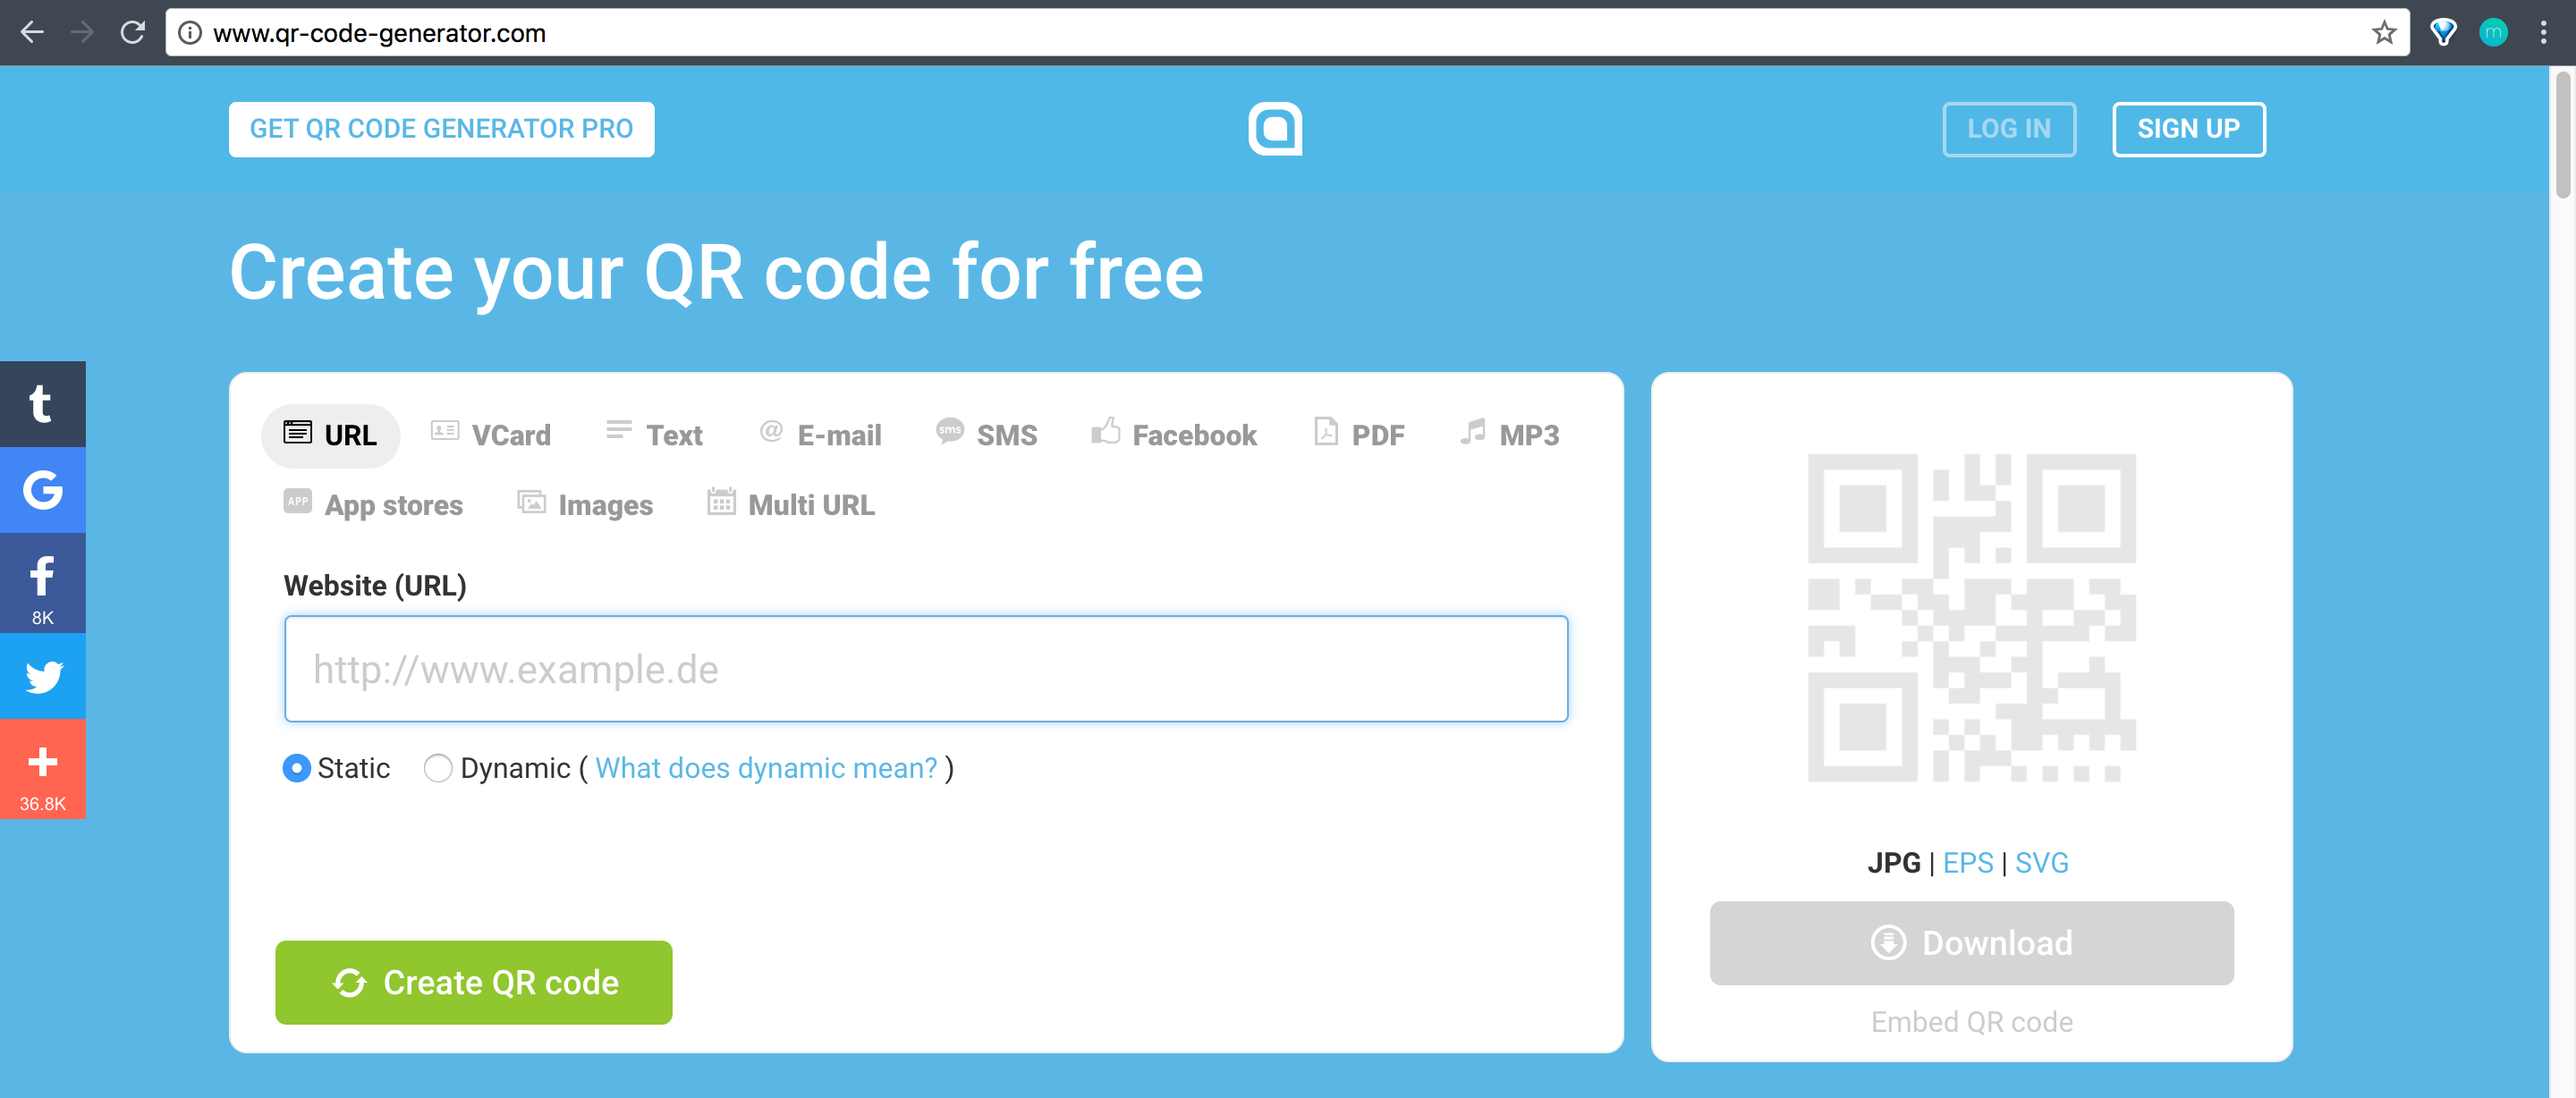 www.qr-code-generator.com
m
GET QR CODE GENERATOR PRO
LOG IN
SIGN UP
Create your QR code for free
t
G
f
8K
+
36.8K
URL
VCard
Text
@ E-mail
sms SMS
Facebook
PDF
MP3
APP App stores
Images
Multi URL
Website (URL)
http://www.example.de
Static
Dynamic ( What does dynamic mean? )
Create QR code
JPG | EPS | SVG
Download
Embed QR code